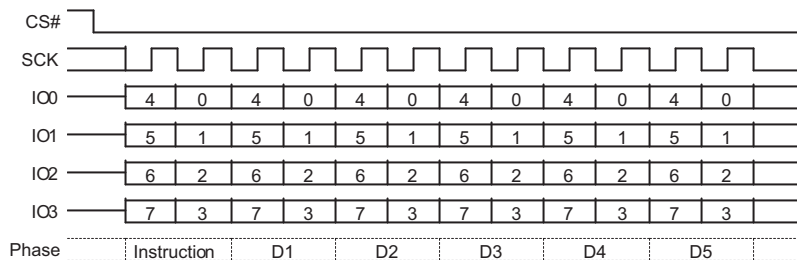 CS#
SCK
IO0 4 0 4 0 4 0 4 0 4 0 4 0
IO1 5 1 5 1 5 1 5 1 5 1 5 1
IO2 6 2 6 2 6 2 6 2 6 2 6 2
IO3 7 3 7 3 7 3 7 3 7 3 7 3
Phase Instruction D1 D2 D3 D4 D5